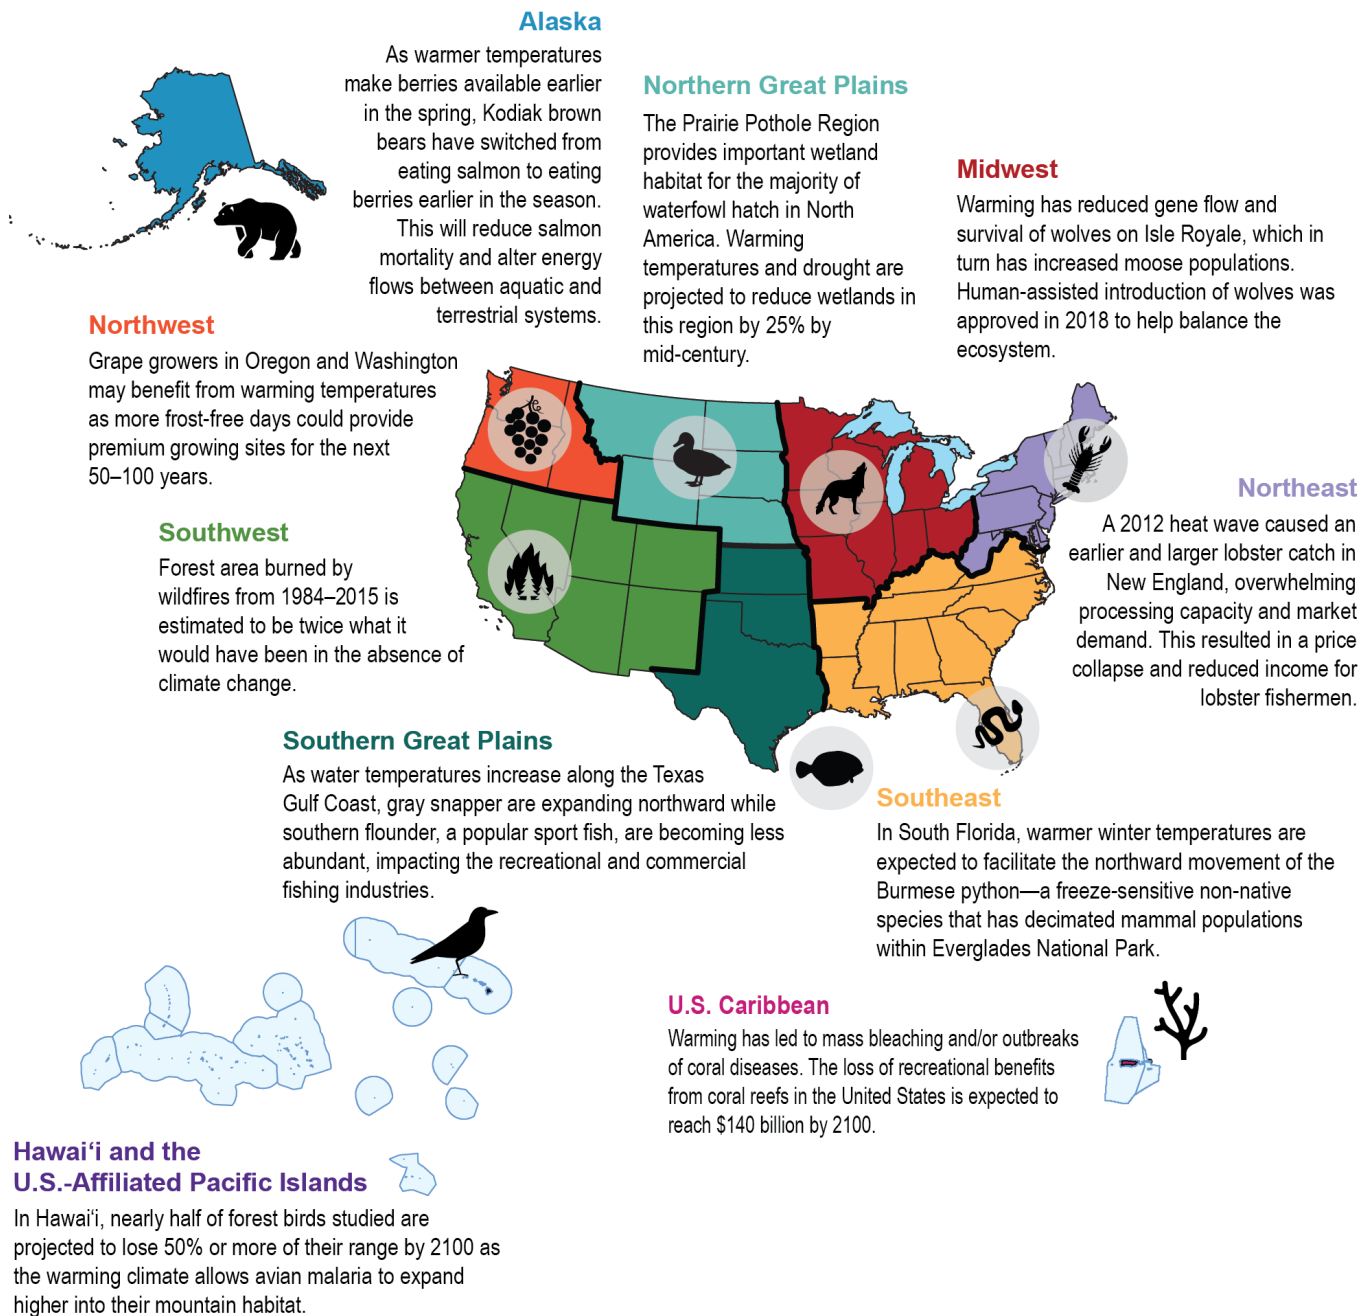 Alaska
As warmer temperatures
make berries available earlier
in the spring, Kodiak brown
bears have switched from
eating salmon to eating
berries earlier in the season.
This will reduce salmon
mortality and alter energy
flows between aquatic and
terrestrial systems.
Northern Great Plains
The Prairie Pothole Region
provides important wetland
habitat for the majority of
waterfowl hatch in North
America. Warming
temperatures and drought are
projected to reduce wetlands in
this region by 25% by
mid-century.
Midwest
Warming has reduced gene flow and
survival of wolves on Isle Royale, which in
turn has increased moose populations.
Human-assisted introduction of wolves was
approved in 2018 to help balance the
ecosystem.
Northwest
Grape growers in Oregon and Washington
may benefit from warming temperatures
as more frost-free days could provide
premium growing sites for the next
50–100 years.
Northeast
A 2012 heat wave caused an
earlier and larger lobster catch in
New England, overwhelming
processing capacity and market
demand. This resulted in a price
collapse and reduced income for
lobster fishermen.
Southwest
Forest area burned by
wildfires from 1984–2015 is
estimated to be twice what it
would have been in the absence of
climate change.
Southern Great Plains
As water temperatures increase along the Texas
Gulf Coast, gray snapper are expanding northward while
southern flounder, a popular sport fish, are becoming less
abundant, impacting the recreational and commercial
fishing industries.
Southeast
In South Florida, warmer winter temperatures are
expected to facilitate the northward movement of the
Burmese python—a freeze-sensitive non-native
species that has decimated mammal populations
within Everglades National Park.
U.S. Caribbean
Warming has led to mass bleaching and/or outbreaks
of coral diseases. The loss of recreational benefits
from coral reefs in the United States is expected to
reach $140 billion by 2100.
Hawaiʻi and the
U.S.-Affiliated Pacific Islands
In Hawaiʻi, nearly half of forest birds studied are
projected to lose 50% or more of their range by 2100 as
the warming climate allows avian malaria to expand
higher into their mountain habitat.